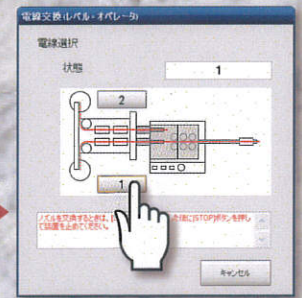 電線交換(レベル・オペレータ)
電線選択
状態 1
2
1
ノズルを交換するときは、
た後に[STOP]ボタンを押し
て装置を止めてください。
キャンセル